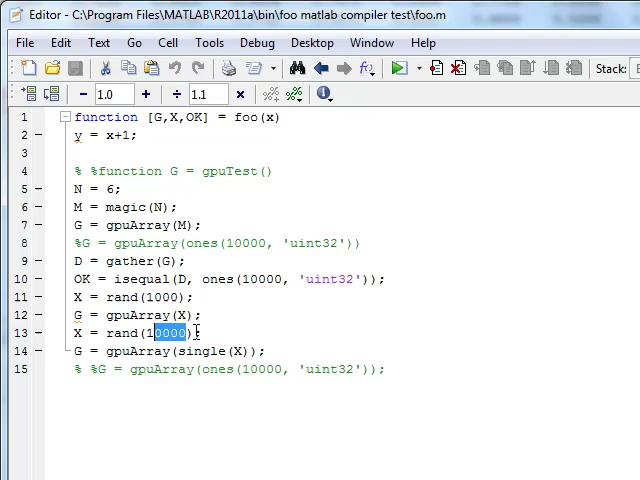 Editor - C:\Program Files\MATLAB\R2011a\bin\foo matlab compiler test\foo.m
File Edit Text Go Cell Tools Debug Desktop Window Help
Stack:
1.0 1.1
1 function [G,X,OK] = foo(x)
2 y = x+1;
3
4 % %function G = gpuTest()
5 N = 6;
6 M = magic(N);
7 G = gpuArray(M);
8 %G = gpuArray(ones(10000, 'uint32'))
9 D = gather(G);
10 OK = isequal(D, ones(10000, 'uint32'));
11 X = rand(1000);
12 G = gpuArray(X);
13 X = rand(10000);
14 G = gpuArray(single(X));
15 % %G = gpuArray(ones(10000, 'uint32'));